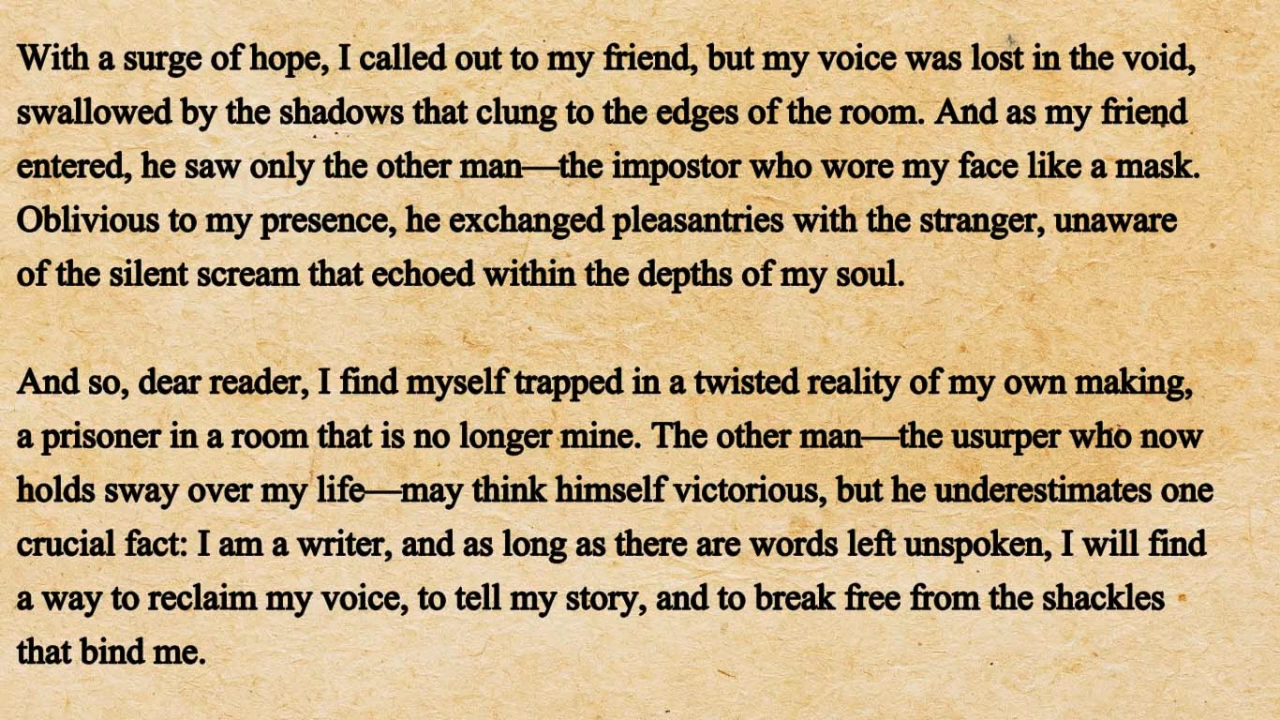 With a surge of hope, I called out to my friend, but my voice was lost in the void,
swallowed by the shadows that clung to the edges of the room. And as my friend
entered, he saw only the other man—the impostor who wore my face like a mask.
Oblivious to my presence, he exchanged pleasantries with the stranger, unaware
of the silent scream that echoed within the depths of my soul.
And so, dear reader, I find myself trapped in a twisted reality of my own making,
a prisoner in a room that is no longer mine. The other man—the usurper who now
holds sway over my life—may think himself victorious, but he underestimates one
crucial fact: I am a writer, and as long as there are words left unspoken, I will find
a way to reclaim my voice, to tell my story, and to break free from the shackles
that bind me.